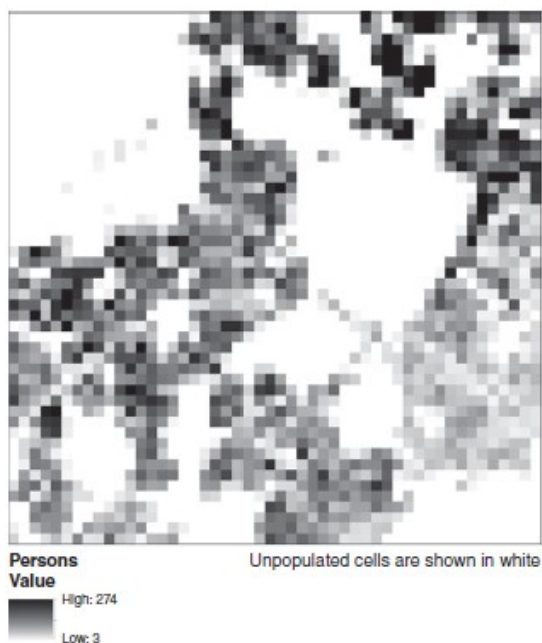 Persons
Value
High: 274
Low: 3
Unpopulated cells are shown in white